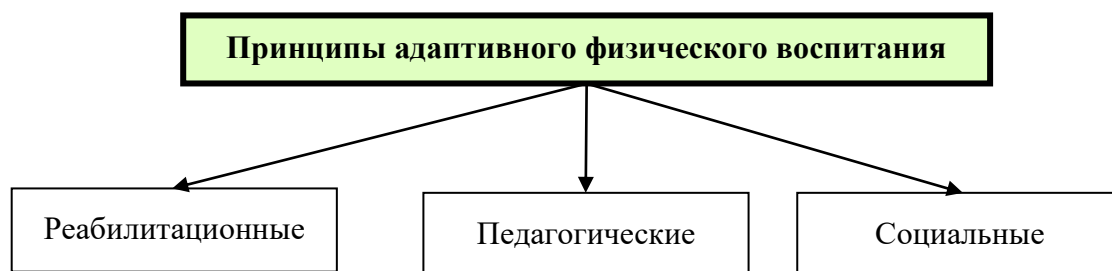 Принципы адаптивного физического воспитания
Реабилитационные
Педагогические
Социальные